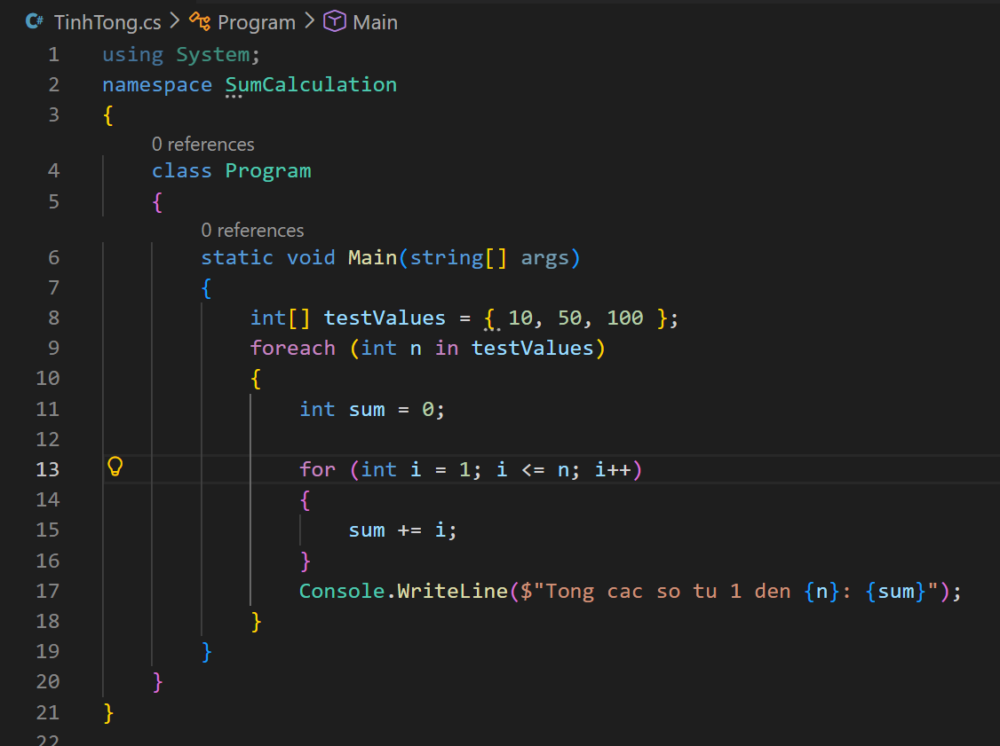 TinhTong.cs > Program > Main
1 using System;
2 namespace SumCalculation
3 {
0 references
4 class Program
5 {
0 references
6 static void Main(string[] args)
7 {
8 int[] testValues = { 10, 50, 100 };
9 foreach (int n in testValues)
10 {
11 int sum = 0;
12
13 for (int i = 1; i <= n; i++)
14 {
15 sum += i;
16 }
17 Console.WriteLine($"Tong cac so tu 1 den {n}: {sum}");
18 }
19 }
20 }
21 }
22